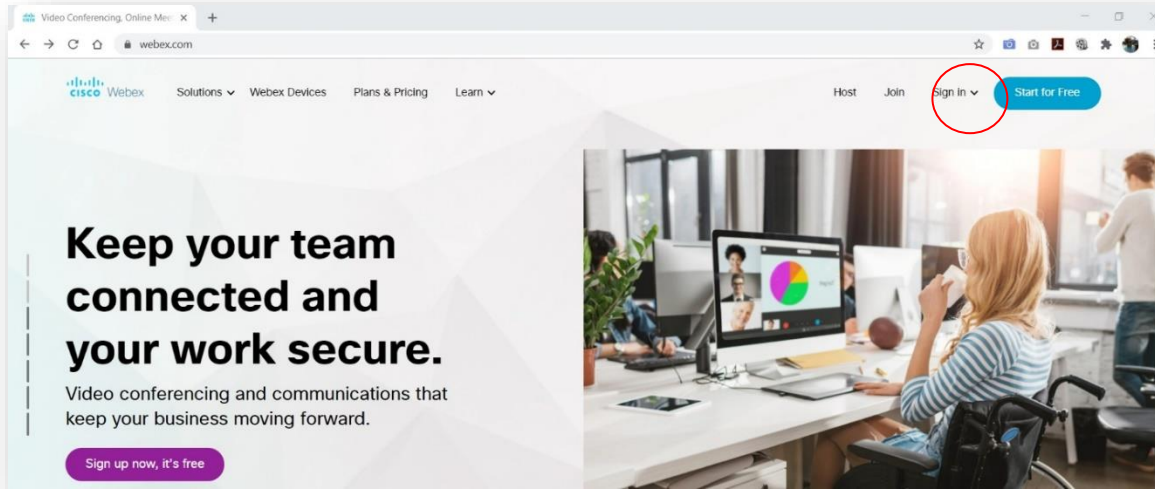 Video Conferencing, Online Mee
webex.com
CISCO Webex
Solutions
Webex Devices
Plans & Pricing
Learn
Host
Join
Sign in
Start for Free
Keep your team
connected and
your work secure.
Video conferencing and communications that
keep your business moving forward.
Sign up now, it's free